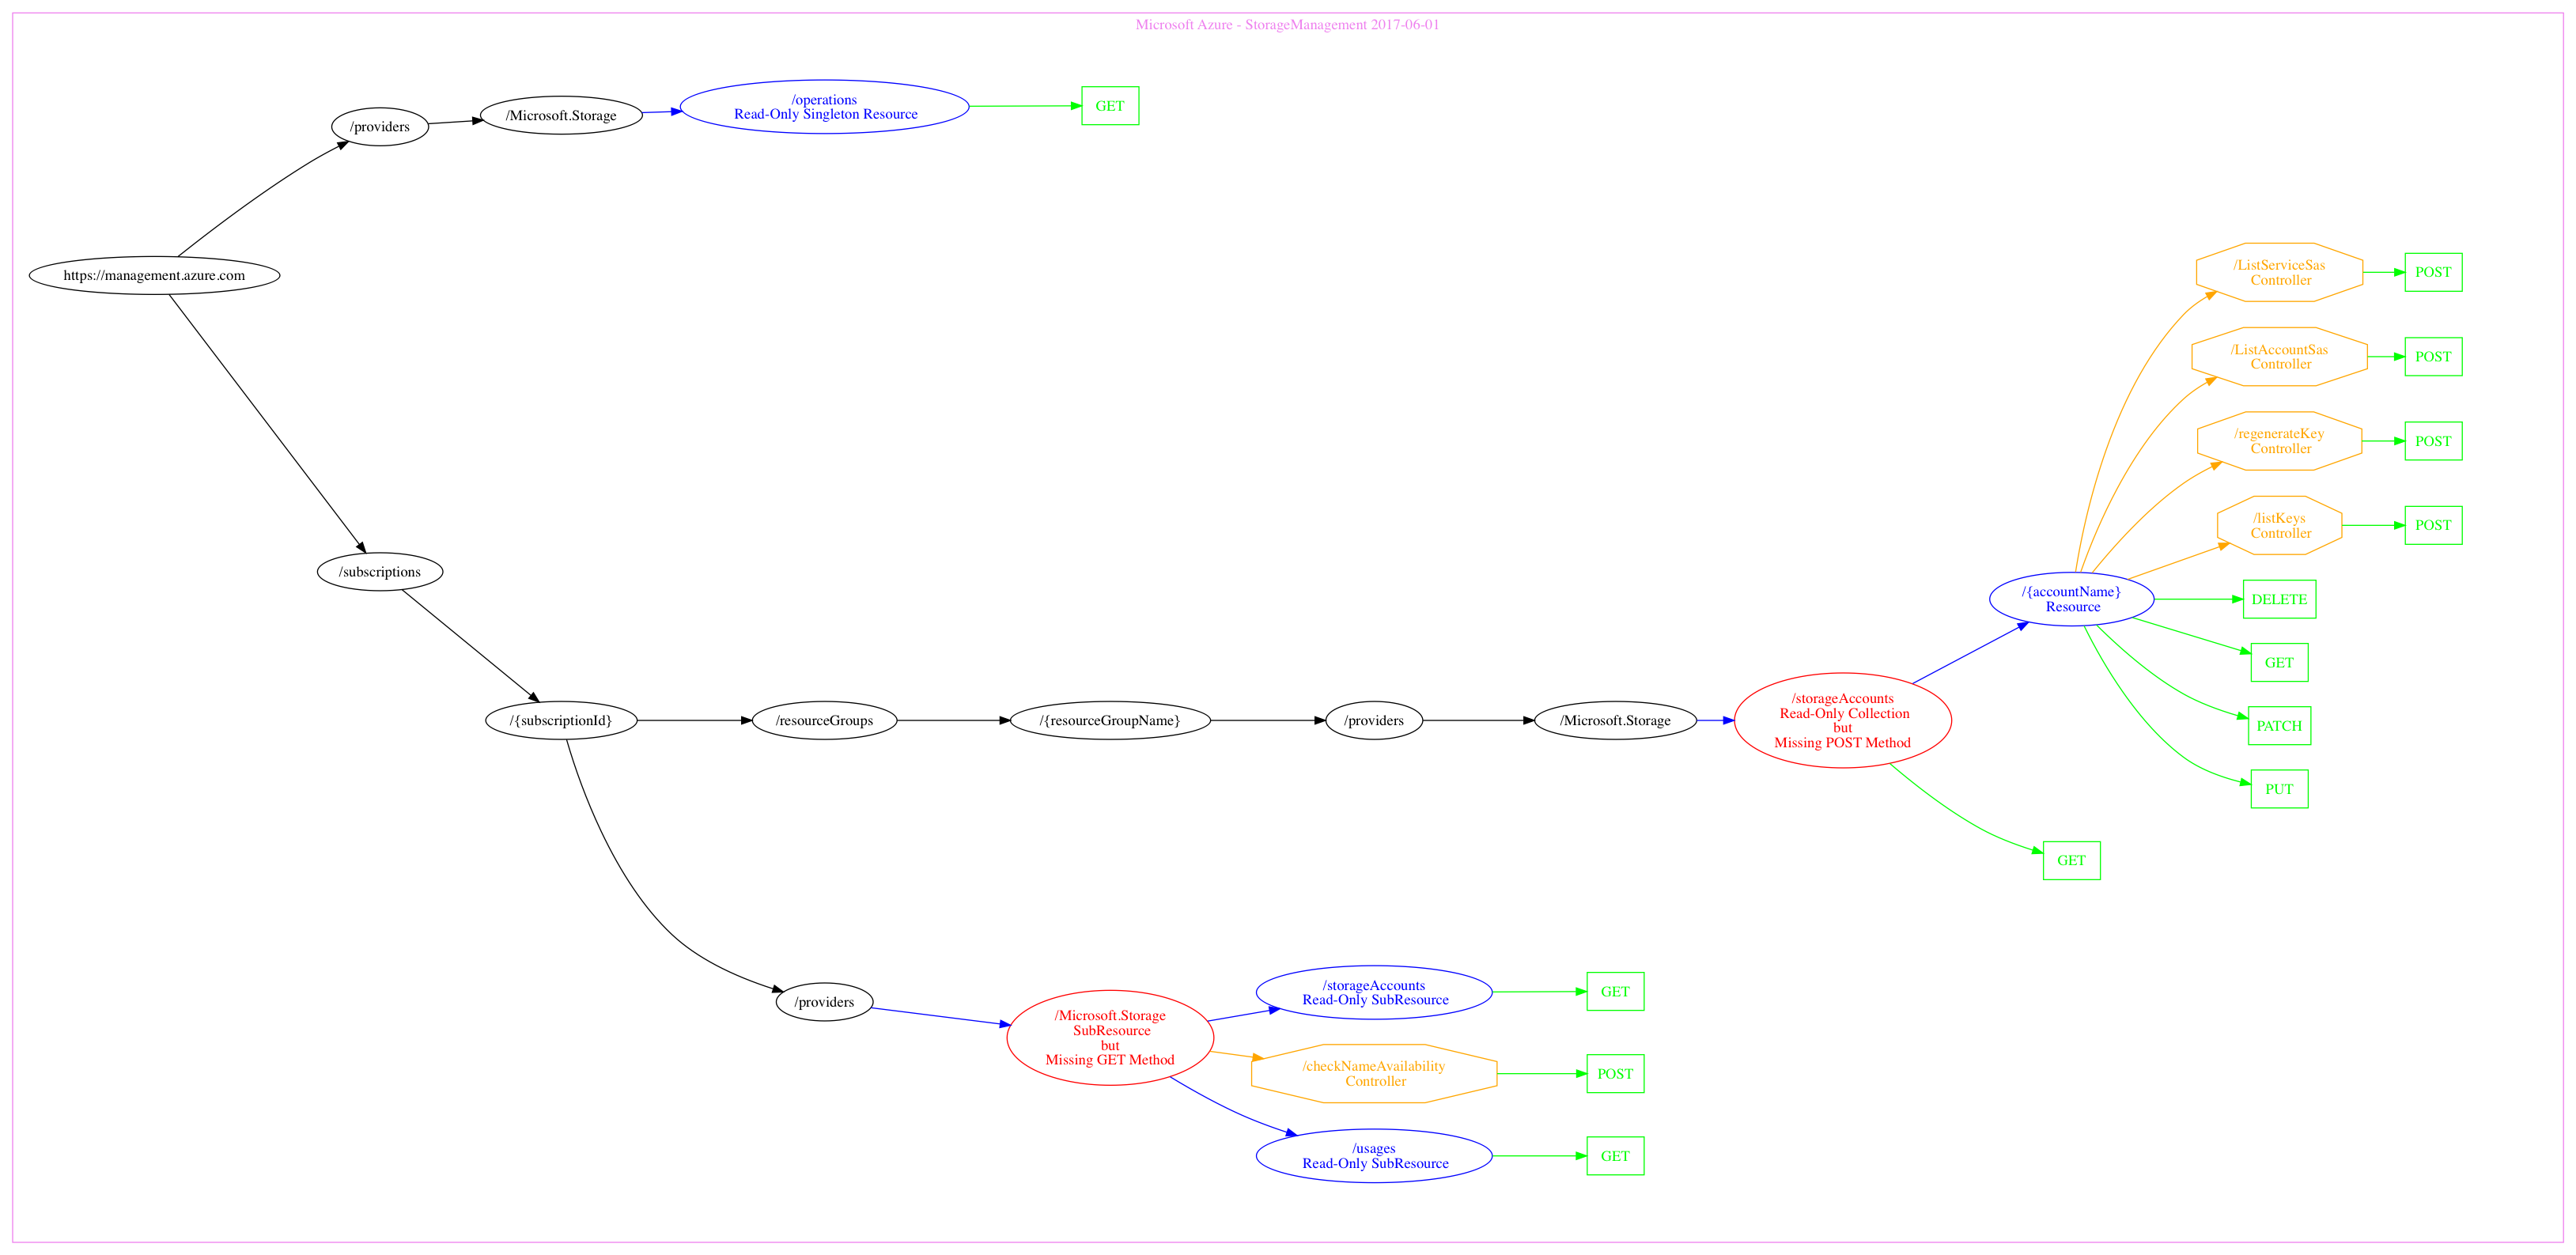 Microsoft Azure - StorageManagement 2017-06-01
https://management.azure.com
/providers
/Microsoft.Storage
/operations
Read-Only Singleton Resource
GET
/subscriptions
/{subscriptionId}
/resourceGroups
/{resourceGroupName}
/providers
/Microsoft.Storage
/storageAccounts
Read-Only Collection
but
Missing POST Method
/{accountName}
Resource
/ListServiceSas
Controller
POST
/ListAccountSas
Controller
POST
/regenerateKey
Controller
POST
/listKeys
Controller
POST
DELETE
GET
PATCH
PUT
GET
/providers
/Microsoft.Storage
SubResource
but
Missing GET Method
/storageAccounts
Read-Only SubResource
GET
/checkNameAvailability
Controller
POST
/usages
Read-Only SubResource
GET